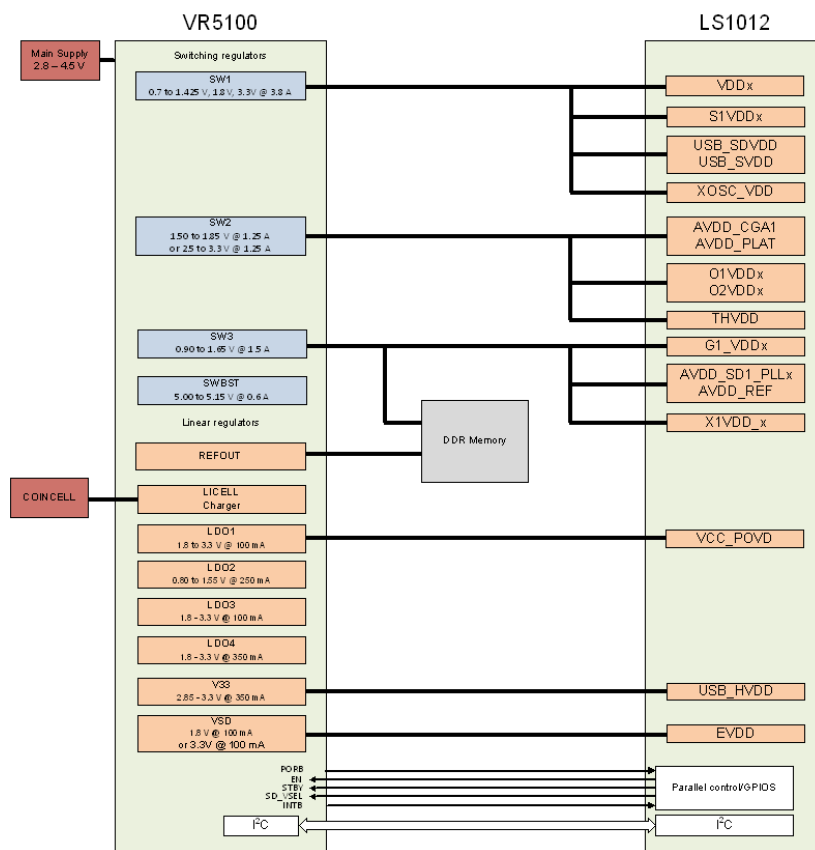 VR5100
LS1012
Main Supply
2.8 – 4.5 V
Switching regulators
SW1
0.7 to 1.425 V, 1.8V, 3.3V @ 3.8 A
SW2
1.50 to 1.85 V @ 1.25 A
or 2.5 to 3.3 V @ 1.25 A
SW3
0.90 to 1.65 V @ 1.5 A
SWBST
5.00 to 5.15 V @ 0.6 A
Linear regulators
REFOUT
COINCELL
LICELL
Charger
LDO1
1.8 to 3.3 V @ 100 mA
LDO2
0.80 to 1.55 V @ 250 mA
LDO3
1.8 - 3.3 V @ 100 mA
LDO4
1.8 - 3.3 V @ 350 mA
V33
2.85 - 3.3 V @ 350 mA
VSD
1.8 V @ 100 mA
or 3.3V @ 100 mA
PORB
EN
STBY
SD_VSEL
INTB
I²C
DDR Memory
VDDx
S1VDDx
USB_SDVDD
USB_SVDD
XOSC_VDD
AVDD_CGA1
AVDD_PLAT
O1VDDx
O2VDDx
THVDD
G1_VDDx
AVDD_SD1_PLLx
AVDD_REF
X1VDD_x
VCC_POVD
USB_HVDD
EVDD
Parallel control/GPIOS
I²C